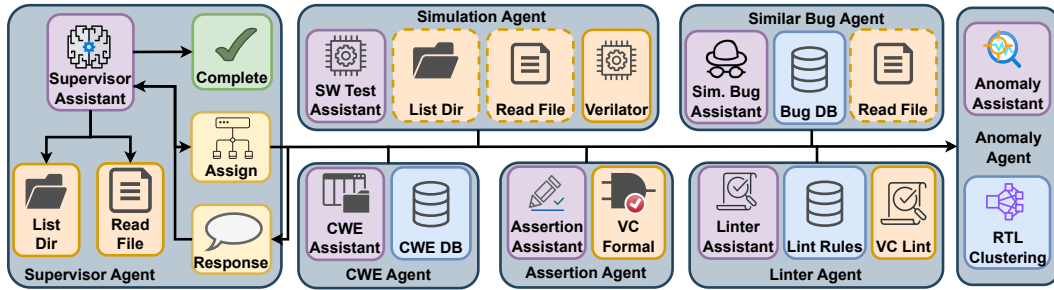 Supervisor
Assistant
Complete
Assign
List
Dir
Read
File
Response
Supervisor Agent
Simulation Agent
SW Test
Assistant
List Dir
Read File
Verilator
Similar Bug Agent
Sim. Bug
Assistant
Bug DB
Read File
CWE
Assistant
CWE DB
CWE Agent
Assertion
Assistant
VC
Formal
Assertion Agent
Linter
Assistant
Lint Rules
VC Lint
Linter Agent
Anomaly
Assistant
Anomaly
Agent
RTL
Clustering